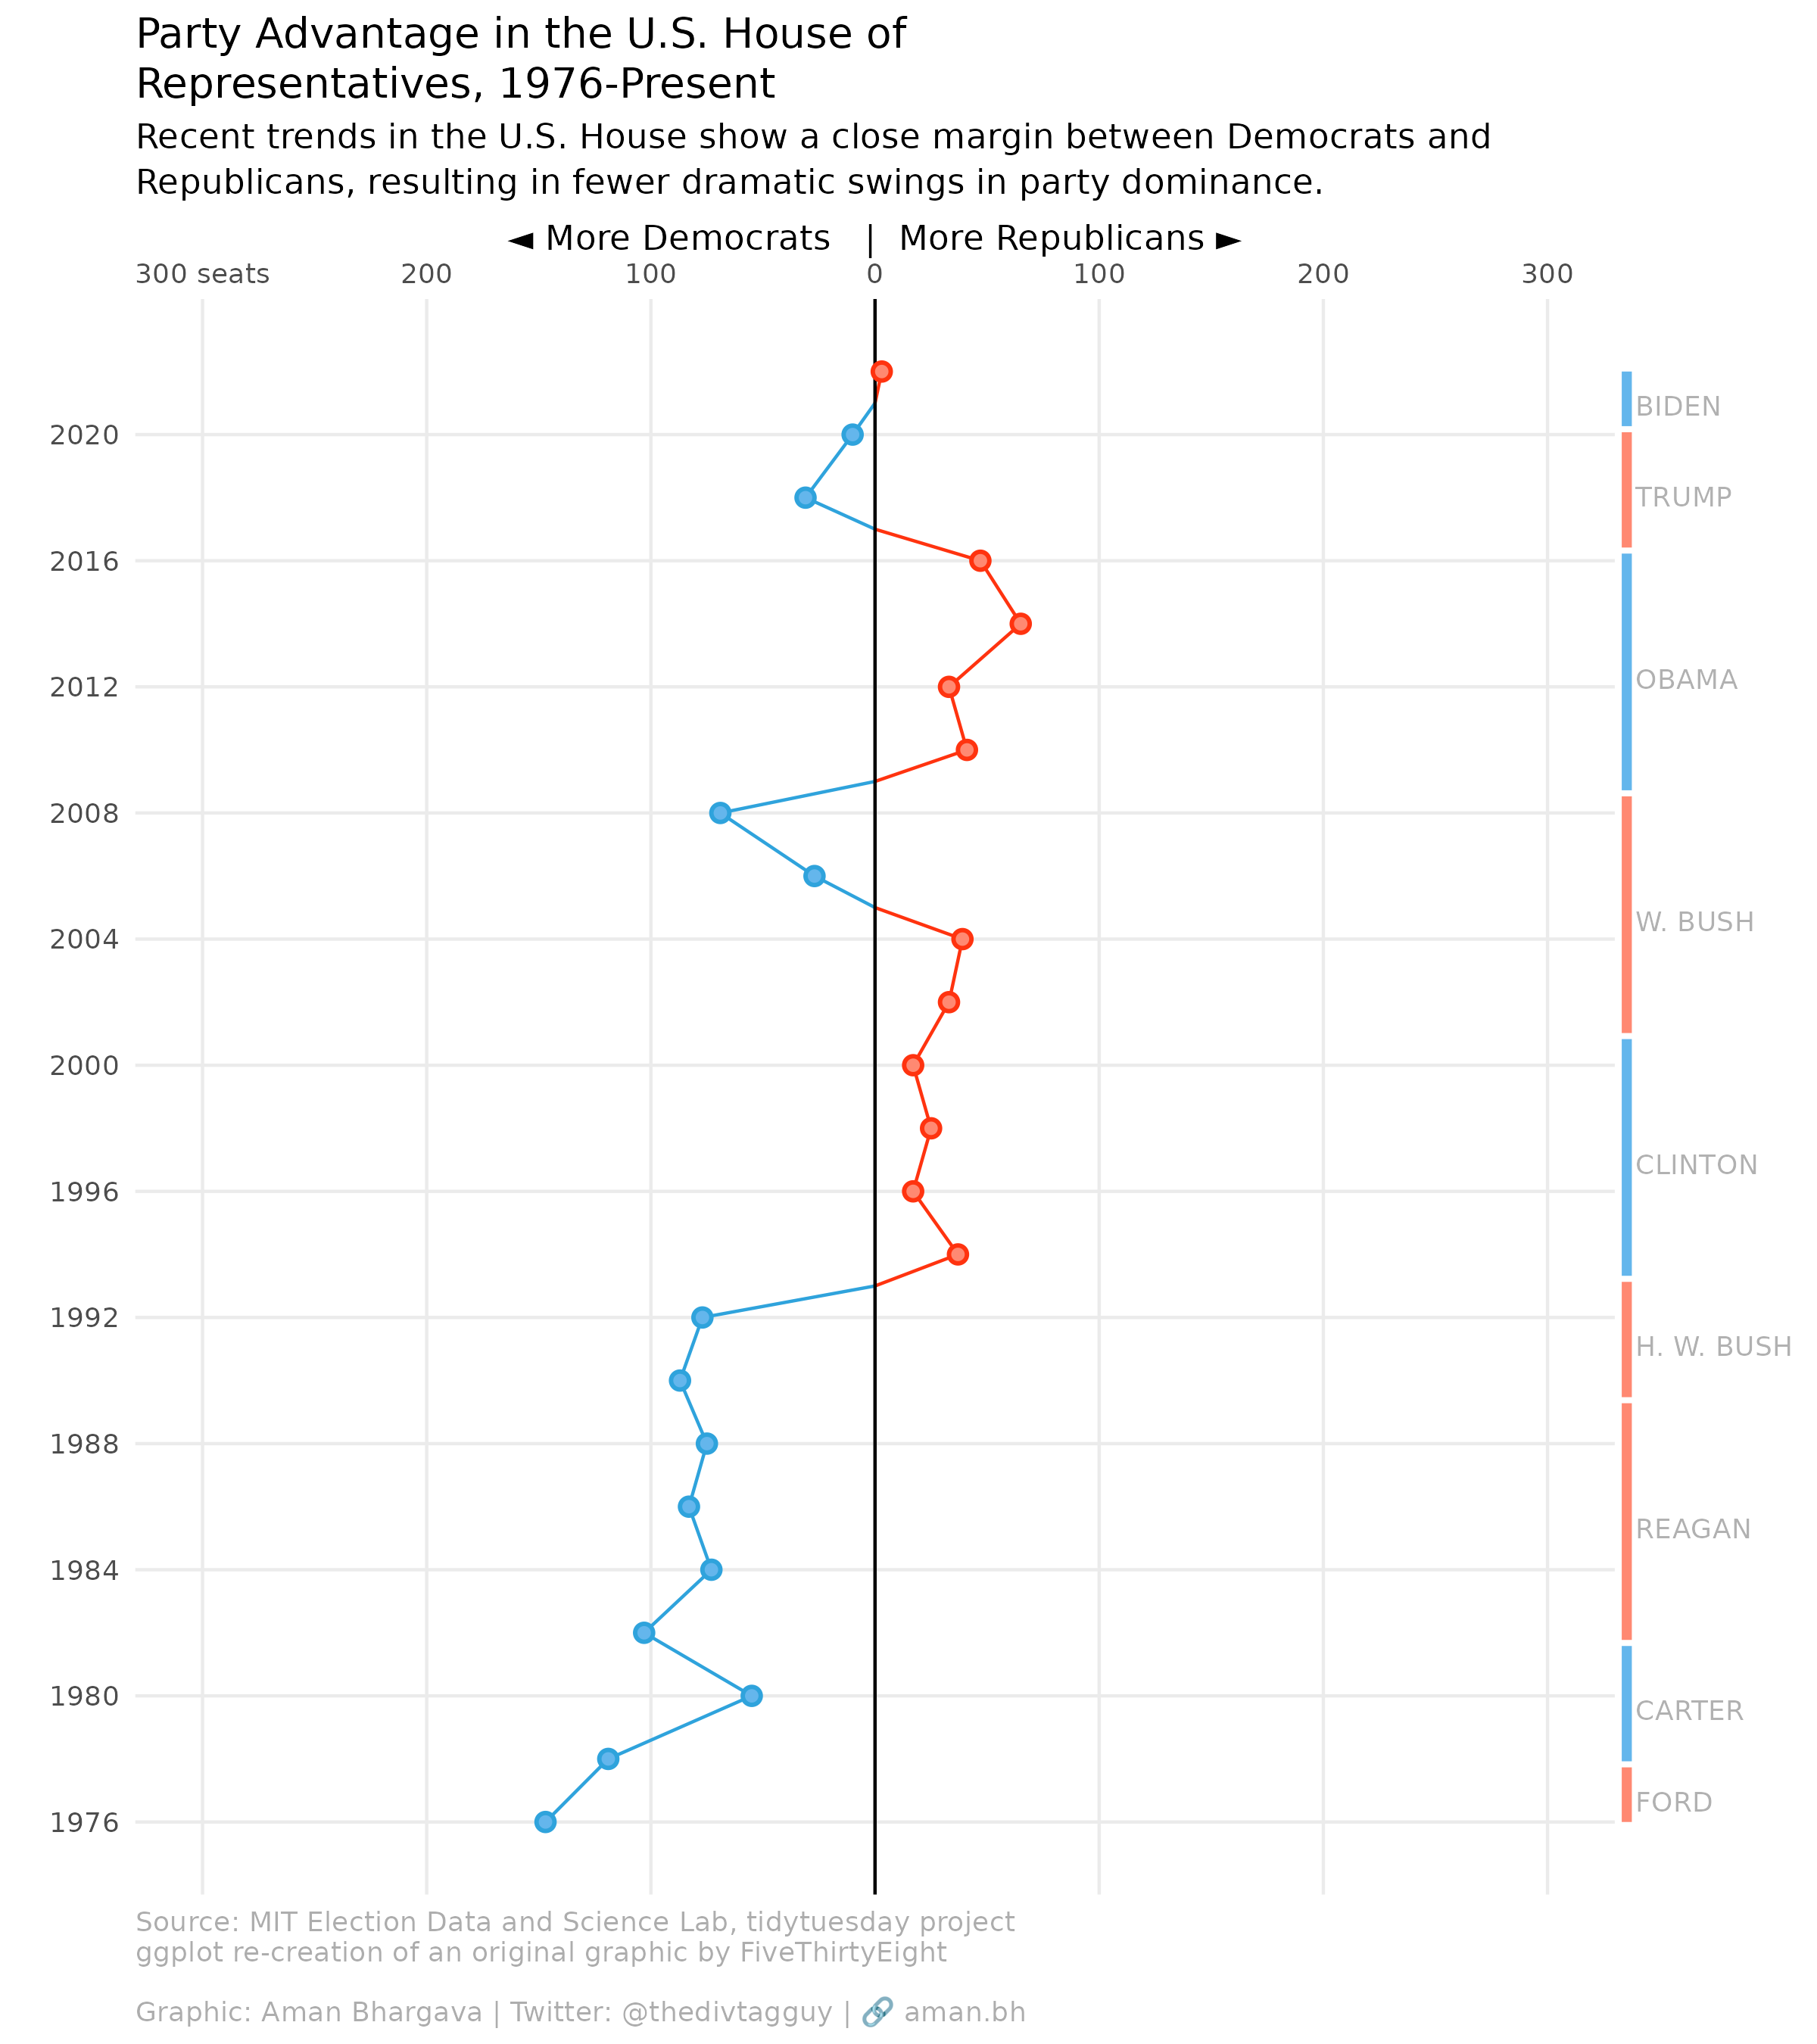 Party Advantage in the U.S. House of
Representatives, 1976-Present
Recent trends in the U.S. House show a close margin between Democrats and
Republicans, resulting in fewer dramatic swings in party dominance.
◄ More Democrats | More Republicans ►
300 seats 200 100 0 100 200 300
BIDEN
2020
TRUMP
2016
OBAMA
2012
2008
W. BUSH
2004
2000
CLINTON
1996
1992
H. W. BUSH
1988
REAGAN
1984
1980
CARTER
FORD
1976
Source: MIT Election Data and Science Lab, tidytuesday project
ggplot re-creation of an original graphic by FiveThirtyEight
Graphic: Aman Bhargava | Twitter: @thedivtagguy | 🔗 aman.bh